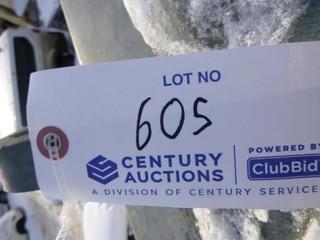 LOT NO
605
CENTURY AUCTIONS
POWERED BY
ClubBid
A DIVISION OF CENTURY SERVICE